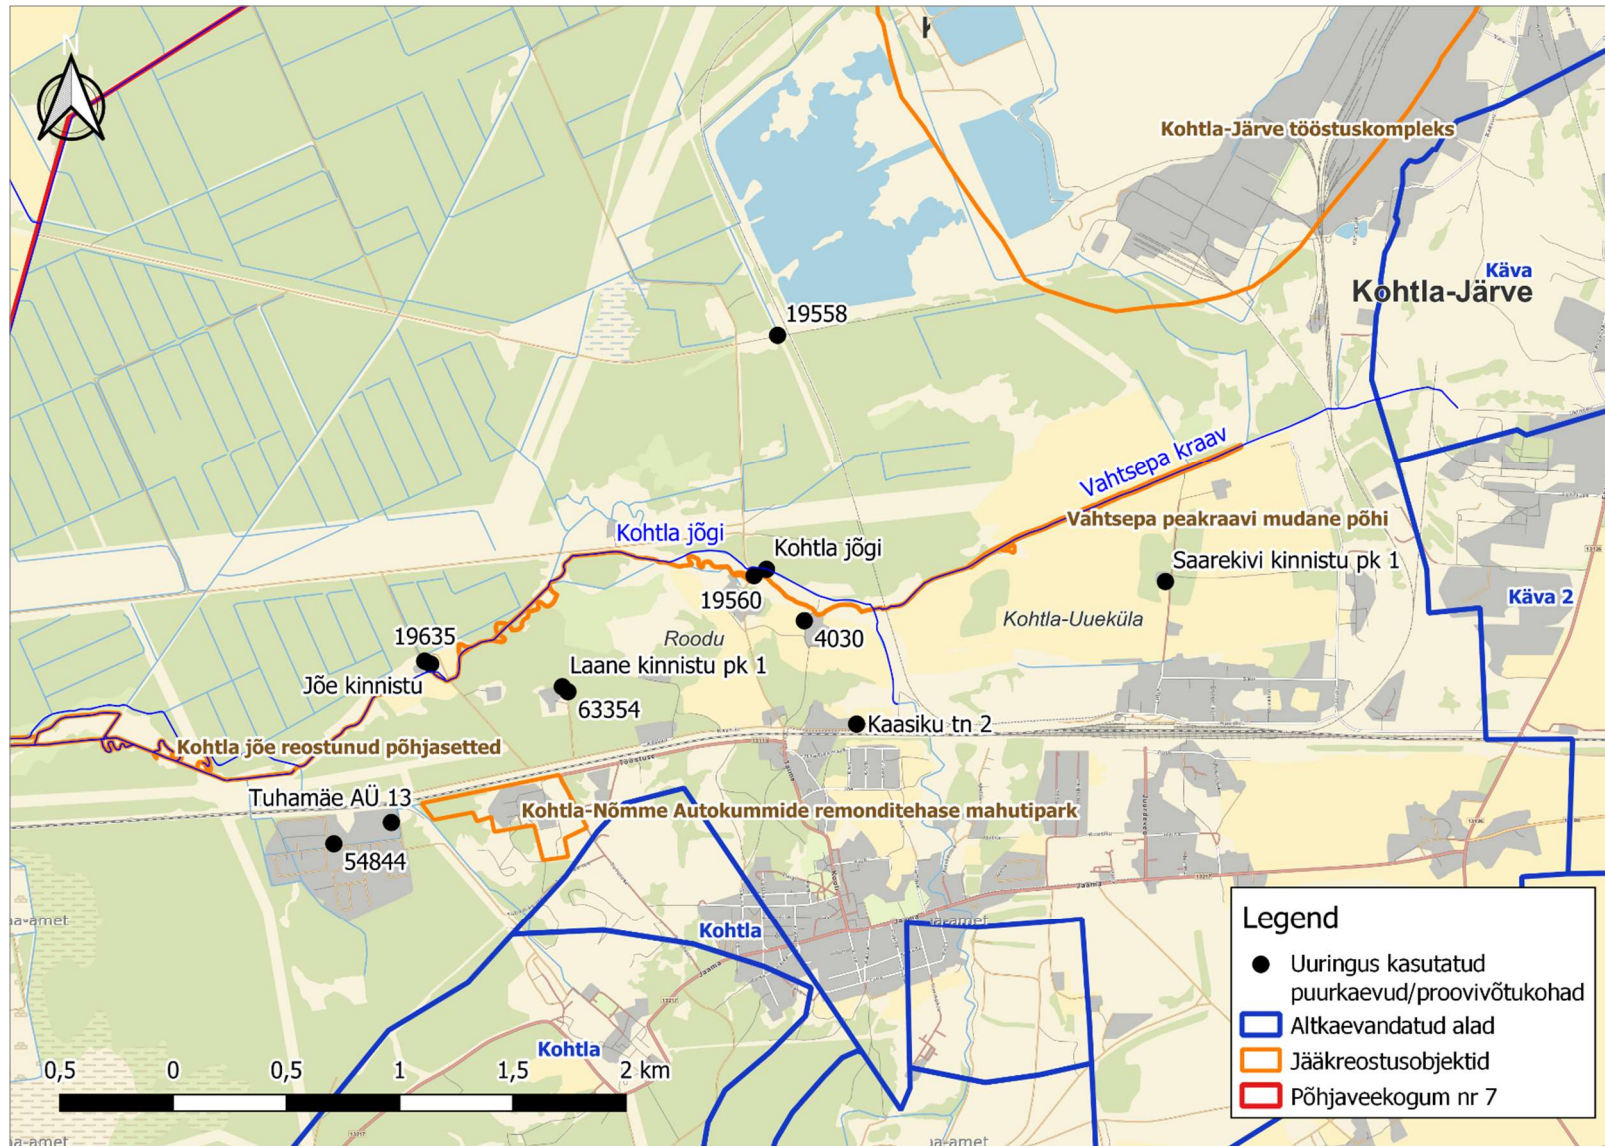 N
Kohtla-Järve tööstuskompleks
Käva
Kohtla-Järve
19558
Vahtsepa kraav
Vahtsepa peakraavi mudane põhi
Kohtla jõgi
Kohtla jõgi
Saarekivi kinnistu pk 1
19560
Käva 2
4030
Kohtla-Uueküla
Roodu
19635
Laane kinnistu pk 1
Jõe kinnistu
63354
Kaasiku tn 2
Kohtla jõe reostunud põhjasetted
Tööstuse
Tuhamäe AÜ 13
Kohtla-Nõmme Autokummide remonditehase mahutipark
54844
Jaama
Jaama
Kohtla
Kohtla
0,5
0
0,5
1
1,5
2 km
Legend
Uuringus kasutatud
puurkaevud/proovivõtukohad
Altkaevandatud alad
Jääkreostusobjektid
Põhjaveekogum nr 7